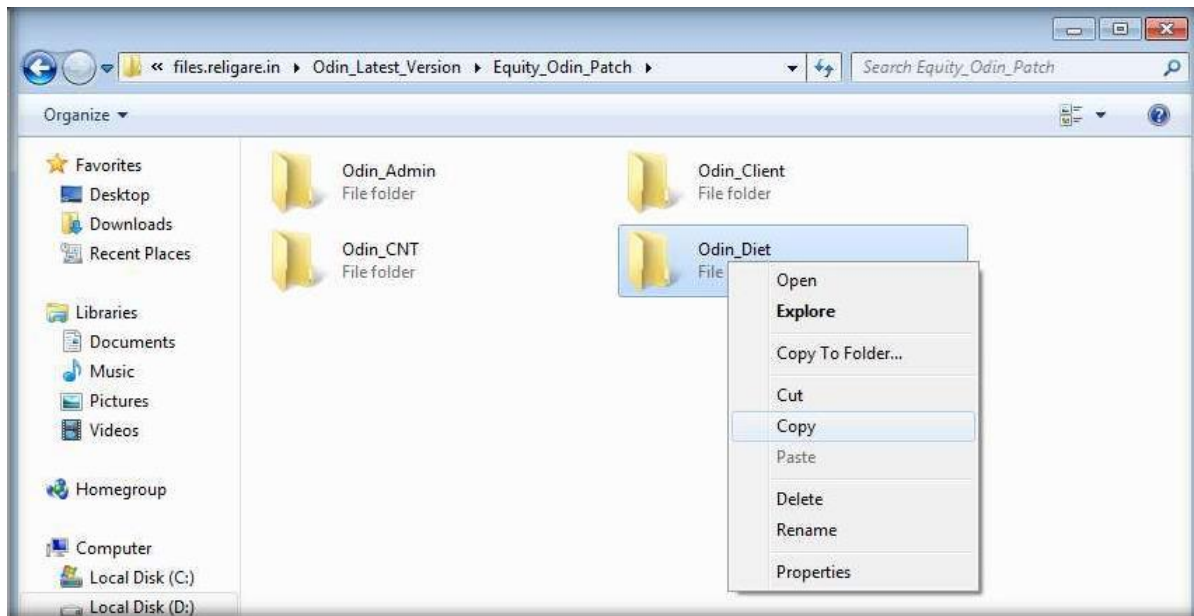 « files.religare.in ▸ Odin_Latest_Version ▸ Equity_Odin_Patch ▸
Search Equity_Odin_Patch
Organize
Favorites
Desktop
Downloads
Recent Places
Libraries
Documents
Music
Pictures
Videos
Homegroup
Computer
Local Disk (C:)
Local Disk (D:)
Odin_Admin
File folder
Odin_Client
File folder
Odin_CNT
File folder
Odin_Diet
File
Open
Explore
Copy To Folder...
Cut
Copy
Paste
Delete
Rename
Properties